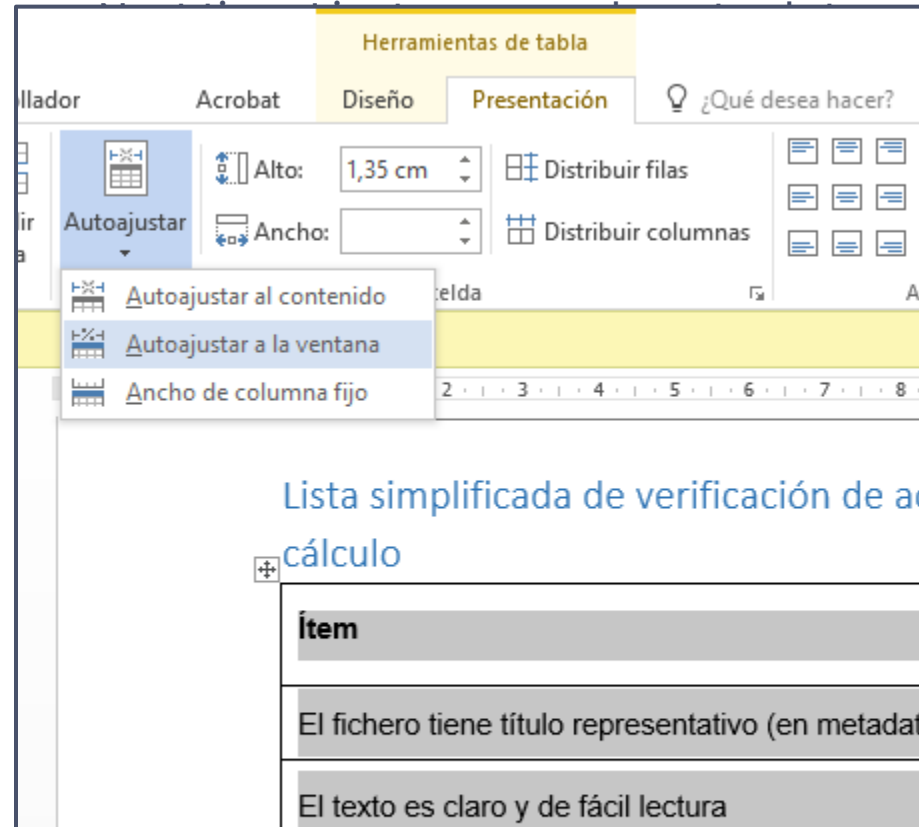 Herramientas de tabla
llador Acrobat Diseño Presentación ¿Qué desea hacer?
Alto: 1,35 cm Distribuir filas
Autoajustar Ancho: Distribuir columnas
Autoajustar al contenido
Autoajustar a la ventana
Ancho de columna fijo
2 3 4 5 6 7 8
Lista simplificada de verificación de
cálculo
Ítem
El fichero tiene título representativo (en metadat
El texto es claro y de fácil lectura